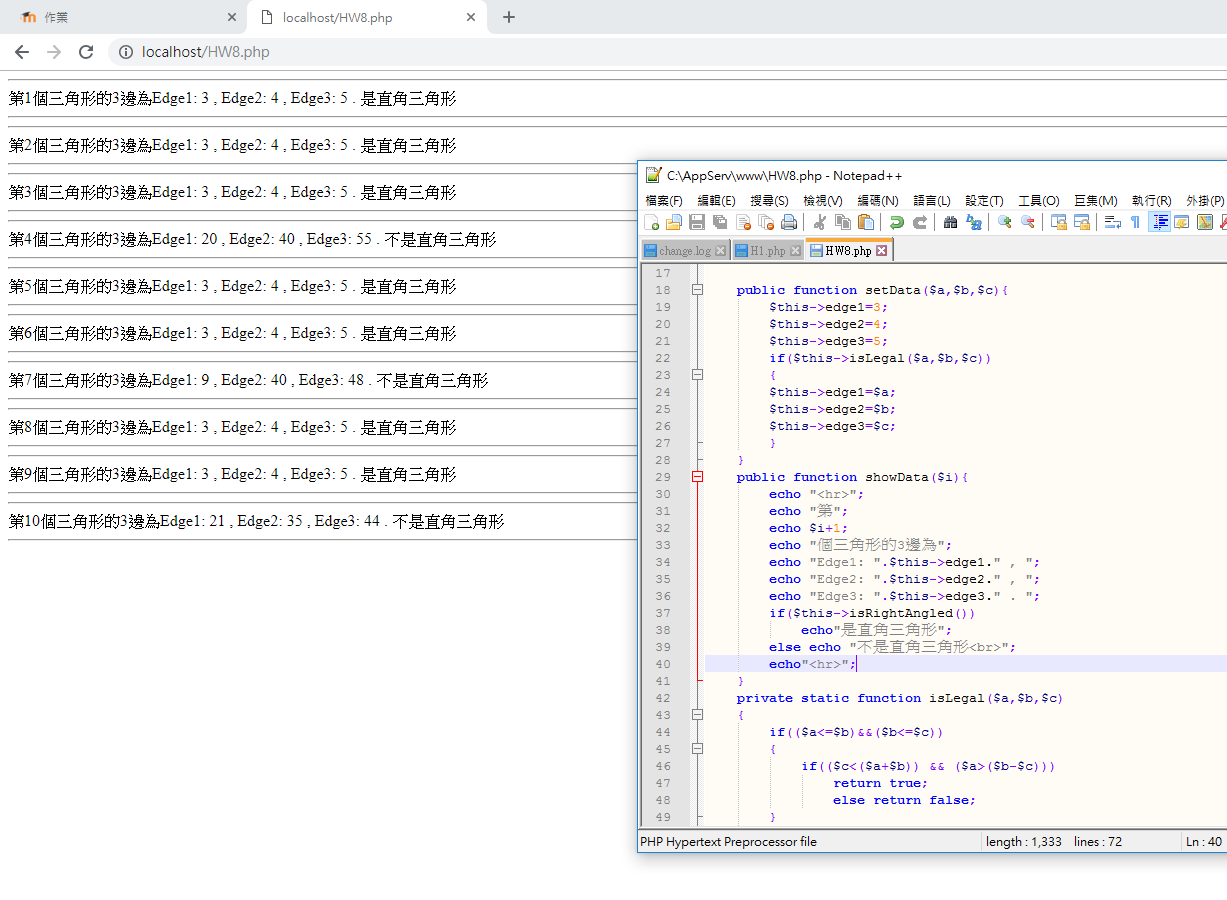 作業
localhost/HW8.php
localhost/HW8.php
第1個三角形的3邊為Edge1: 3 , Edge2: 4 , Edge3: 5 . 是直角三角形
第2個三角形的3邊為Edge1: 3 , Edge2: 4 , Edge3: 5 . 是直角三角形
第3個三角形的3邊為Edge1: 3 , Edge2: 4 , Edge3: 5 . 是直角三角形
第4個三角形的3邊為Edge1: 20 , Edge2: 40 , Edge3: 55 . 不是直角三角形
第5個三角形的3邊為Edge1: 3 , Edge2: 4 , Edge3: 5 . 是直角三角形
第6個三角形的3邊為Edge1: 3 , Edge2: 4 , Edge3: 5 . 是直角三角形
第7個三角形的3邊為Edge1: 9 , Edge2: 40 , Edge3: 48 . 不是直角三角形
第8個三角形的3邊為Edge1: 3 , Edge2: 4 , Edge3: 5 . 是直角三角形
第9個三角形的3邊為Edge1: 3 , Edge2: 4 , Edge3: 5 . 是直角三角形
第10個三角形的3邊為Edge1: 21 , Edge2: 35 , Edge3: 44 . 不是直角三角形
C:\AppServ\www\HW8.php - Notepad++
檔案(F) 編輯(E) 搜尋(S) 檢視(V) 編碼(N) 語言(L) 設定(T) 工具(O) 巨集(M) 執行(R) 外掛(P)
change.log H1.php HW8.php
17
18 public function setData($a,$b,$c){
19 $this->edge1=3;
20 $this->edge2=4;
21 $this->edge3=5;
22 if($this->isLegal($a,$b,$c))
23 {
24 $this->edge1=$a;
25 $this->edge2=$b;
26 $this->edge3=$c;
27 }
28 }
29 public function showData($i){
30 echo "<hr>";
31 echo "第";
32 echo $i+1;
33 echo "個三角形的3邊為";
34 echo "Edge1: ".$this->edge1." , ";
35 echo "Edge2: ".$this->edge2." , ";
36 echo "Edge3: ".$this->edge3." . ";
37 if($this->isRightAngled())
38 echo"是直角三角形";
39 else echo "不是直角三角形<br>";
40 echo"<hr>";
41 }
42 private static function isLegal($a,$b,$c)
43 {
44 if(($a<=$b)&&($b<=$c))
45 {
46 if(($c<($a+$b)) && ($a>($b-$c)))
47 return true;
48 else return false;
49 }
PHP Hypertext Preprocessor file length : 1,333 lines : 72 Ln : 40